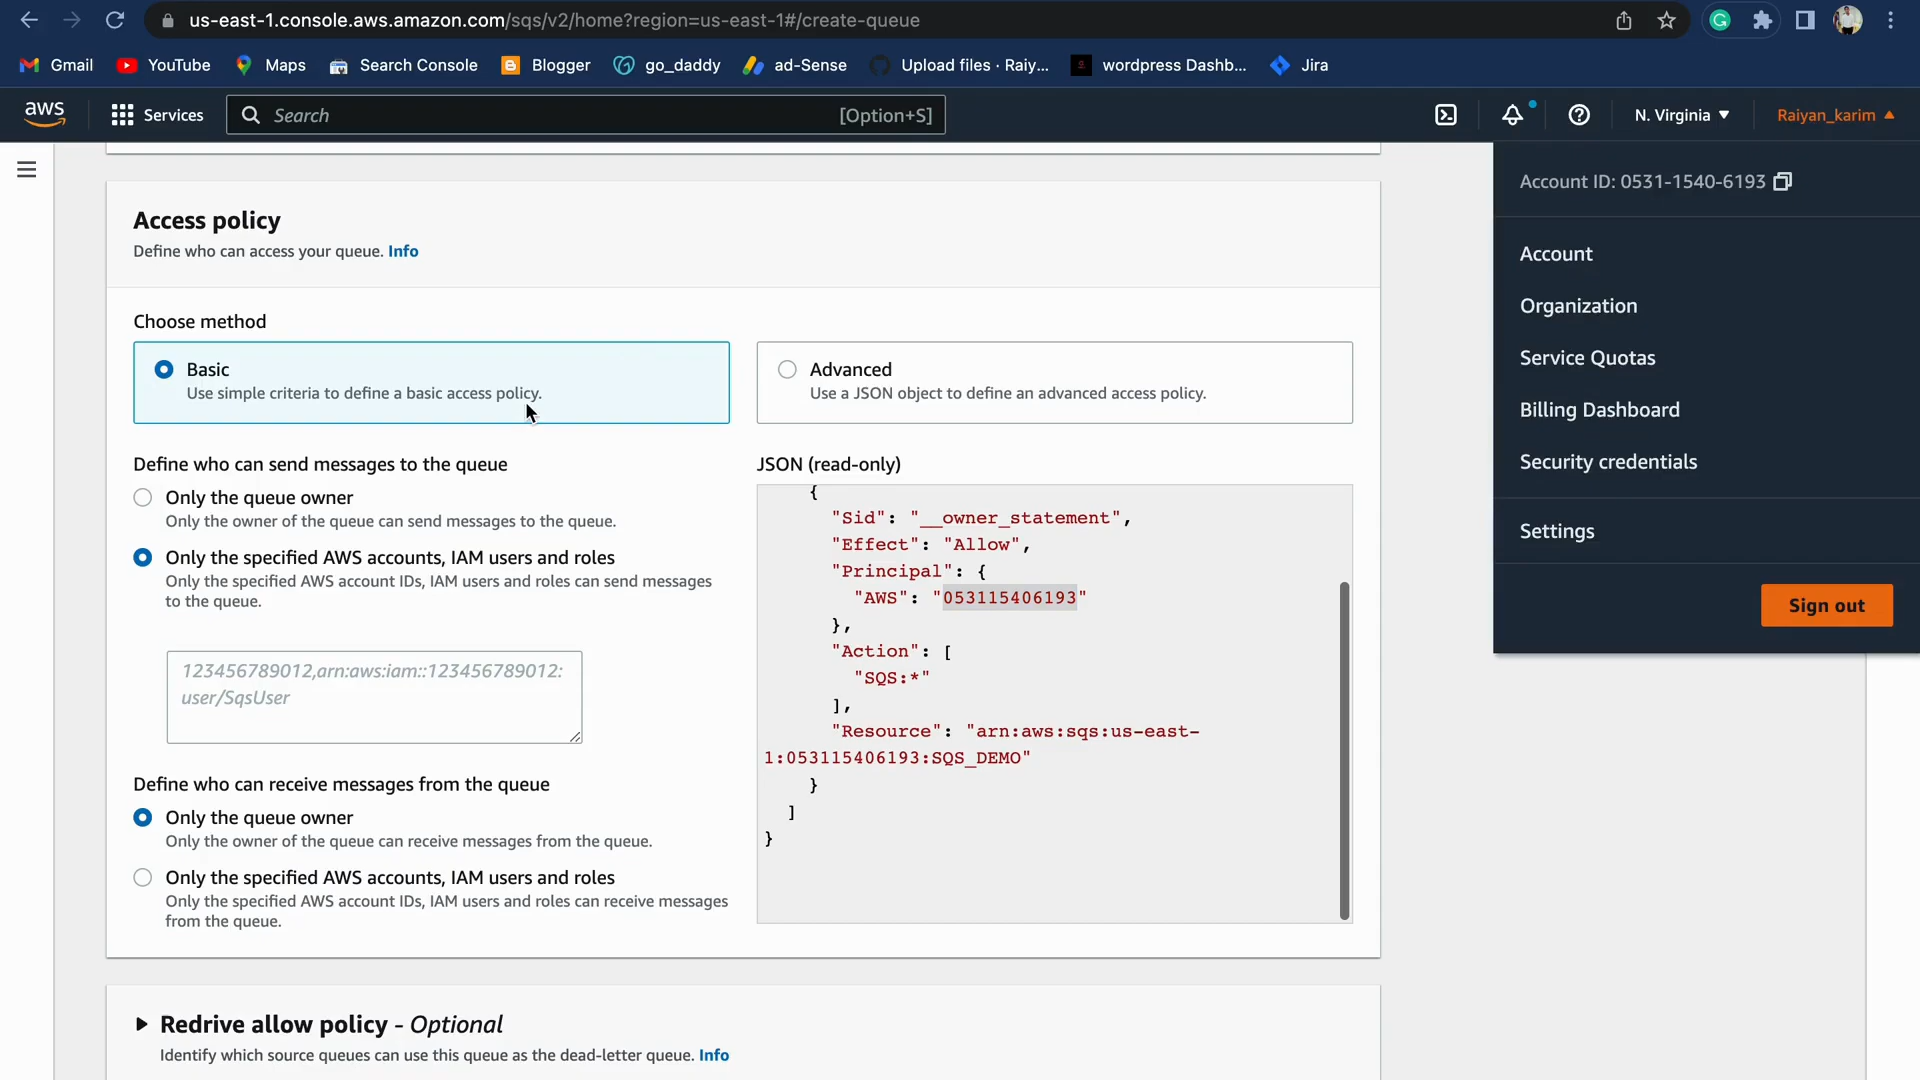 us-east-1.console.aws.amazon.com/sqs/v2/home?region=us-east-1#/create-queue
Gmail
YouTube
Maps
Search Console
Blogger
go_daddy
ad-Sense
Upload files · Raiy...
wordpress Dashb...
Jira
aws
Services
Search
[Option+S]
N. Virginia
Raiyan_karim
Account ID: 0531-1540-6193
Account
Organization
Service Quotas
Billing Dashboard
Security credentials
Settings
Sign out
Access policy
Define who can access your queue. Info
Choose method
Basic
Use simple criteria to define a basic access policy.
Advanced
Use a JSON object to define an advanced access policy.
Define who can send messages to the queue
Only the queue owner
Only the owner of the queue can send messages to the queue.
Only the specified AWS accounts, IAM users and roles
Only the specified AWS account IDs, IAM users and roles can send messages
to the queue.
123456789012,arn:aws:iam::123456789012:
user/SqsUser
Define who can receive messages from the queue
Only the queue owner
Only the owner of the queue can receive messages from the queue.
Only the specified AWS accounts, IAM users and roles
Only the specified AWS account IDs, IAM users and roles can receive messages
from the queue.
JSON (read-only)
{
"Sid": "__owner_statement",
"Effect": "Allow",
"Principal": {
"AWS": "053115406193"
},
"Action": [
"SQS:*"
],
"Resource": "arn:aws:sqs:us-east-
1:053115406193:SQS_DEMO"
}
]
}
Redrive allow policy - Optional
Identify which source queues can use this queue as the dead-letter queue. Info